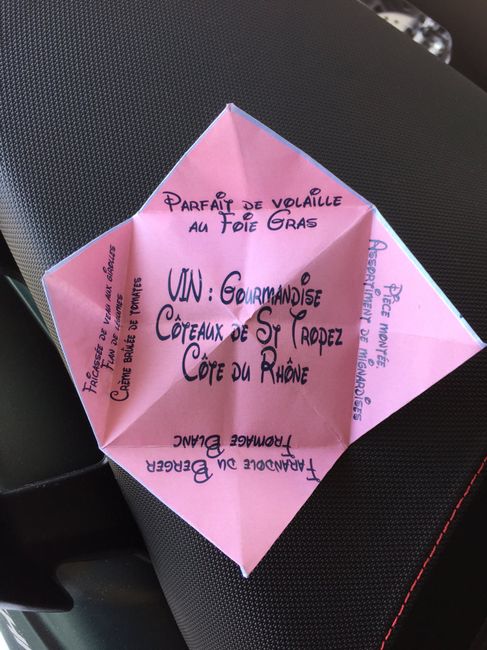 Parfait de volaille
au Foie Gras
Fricassée de veau aux girolles
Flan de légumes
Crème brûlée de tomates
VIN : Gourmandise
Côteaux de St Tropez
Côte du Rhône
Pièce montée
Assortiment de mignardises
Farandole du Berger
Fromage Blanc